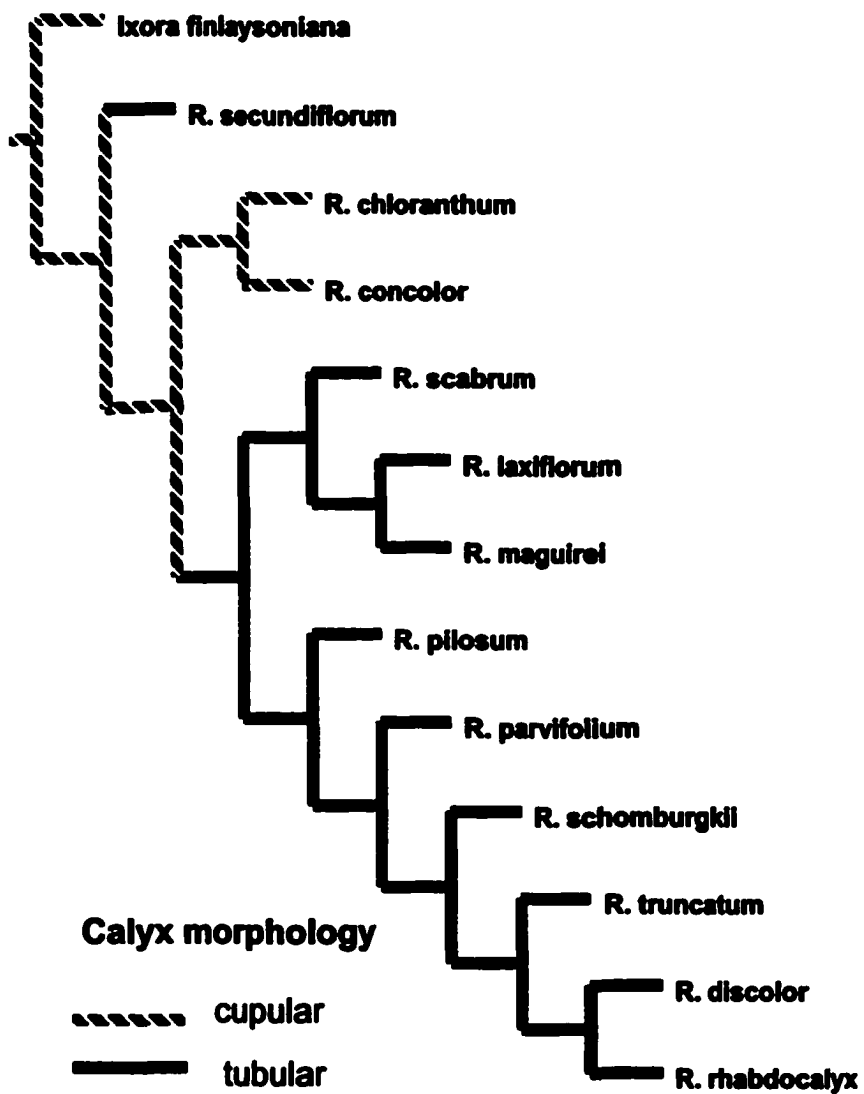 Ixora finlaysoniana
R. secundiflorum
R. chloranthum
R. concolor
R. scabrum
R. laxiflorum
R. maguirei
R. pilosum
R. parvifolium
R. schomburgkii
R. truncatum
Calyx morphology
R. discolor
cupular
R. rhabdocalyx
tubular